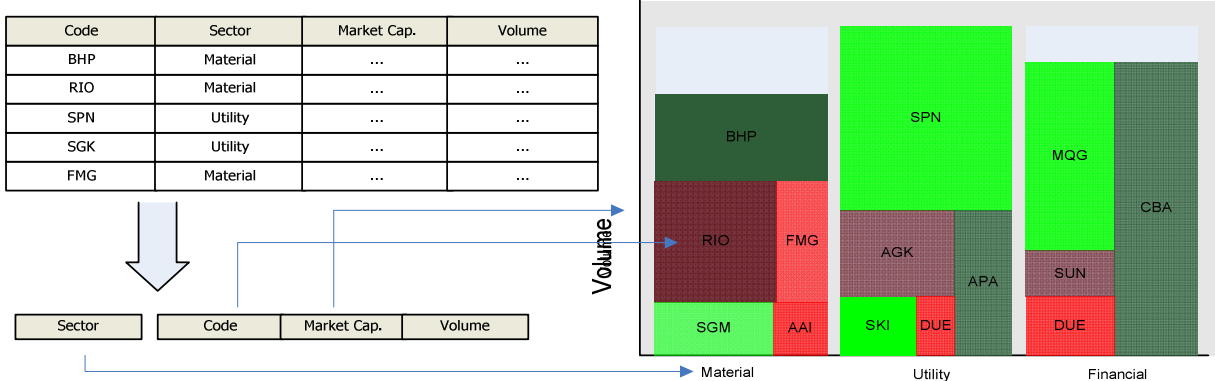 Code Sector Market Cap. Volume
BHP Material ... ...
RIO Material ... ...
SPN Utility ... ...
SGK Utility ... ...
FMG Material ... ...
Sector Code Market Cap. Volume
Volume
BHP
RIO FMG
SGM AAI
Material
SPN
AGK APA
SKI DUE
Utility
MQG CBA
SUN
DUE
Financial